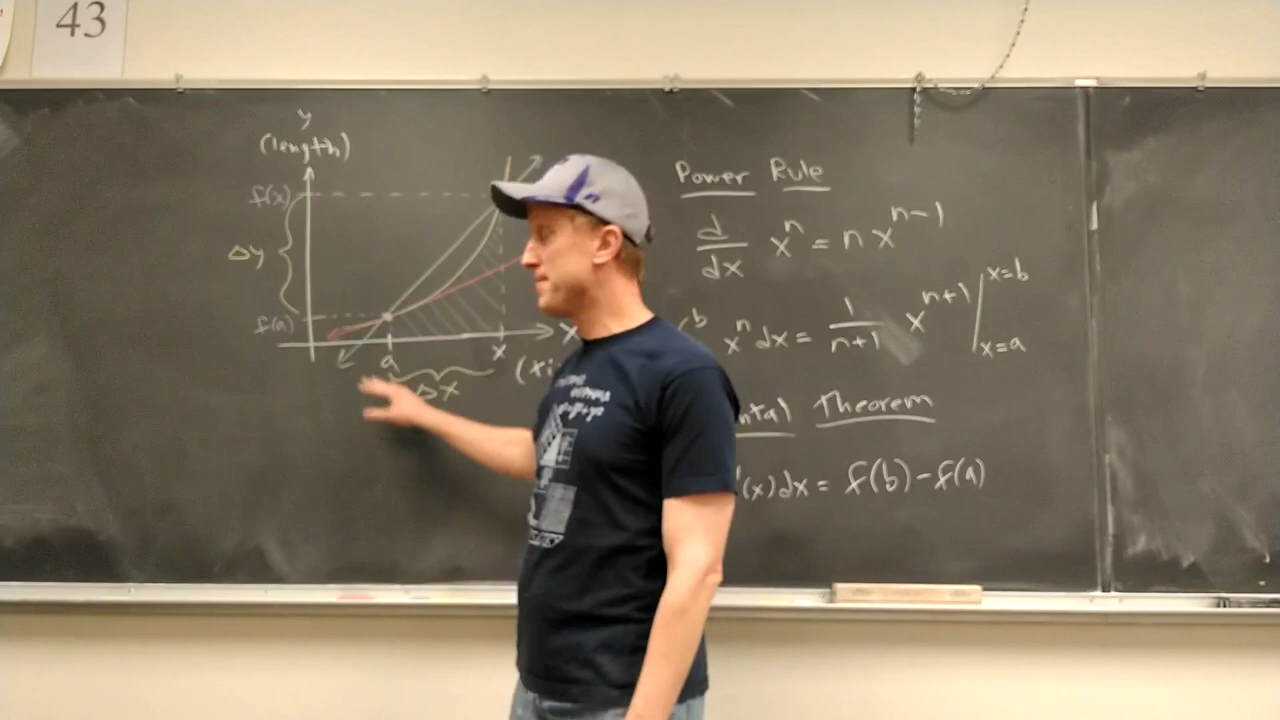 43
y
(length)
f(x)
Δy
f(a)
a
x
x
Δx
Power Rule
d/dx x^n = n x^{n-1}
b x^n dx = 1/(n+1) x^{n+1} | x=b x=a
Theorem
(x)dx = f(b) - f(a)